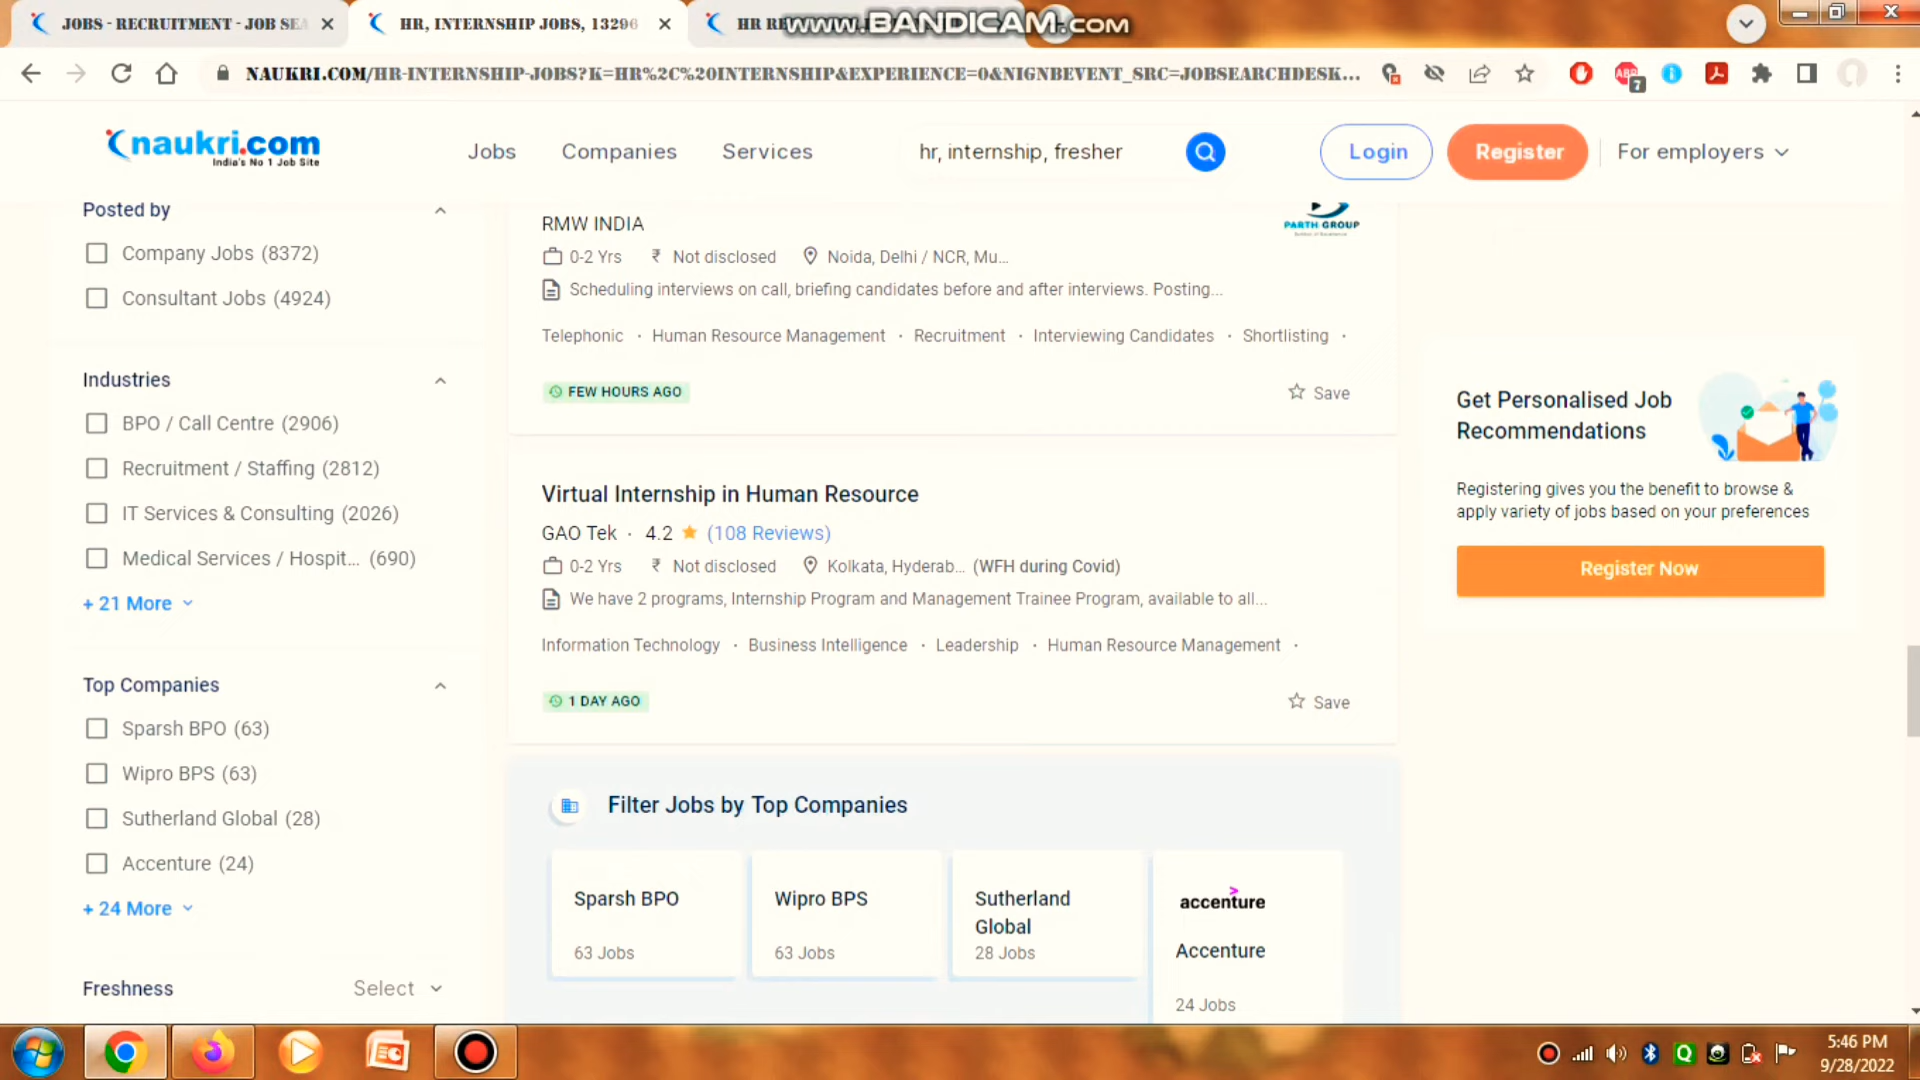 JOBS - RECRUITMENT - JOB SEA
HR, INTERNSHIP JOBS, 13296
HR RE
WWW.BANDICAM.COM
NAUKRI.COM/HR-INTERNSHIP-JOBS?K=HR%2C%20INTERNSHIP&EXPERIENCE=0&NIGNBEVENT_SRC=JOBSEARCHDESK...
ABP
7
naukri.com
India's No 1 Job Site
Jobs
Companies
Services
hr, internship, fresher
Login
Register
For employers
Posted by
Company Jobs (8372)
Consultant Jobs (4924)
Industries
BPO / Call Centre (2906)
Recruitment / Staffing (2812)
IT Services & Consulting (2026)
Medical Services / Hospit... (690)
+ 21 More
Top Companies
Sparsh BPO (63)
Wipro BPS (63)
Sutherland Global (28)
Accenture (24)
+ 24 More
Freshness
Select
RMW INDIA
PARTH GROUP
0-2 Yrs ₹ Not disclosed Noida, Delhi / NCR, Mu...
Scheduling interviews on call, briefing candidates before and after interviews. Posting...
Telephonic · Human Resource Management · Recruitment · Interviewing Candidates · Shortlisting ·
FEW HOURS AGO
Save
Virtual Internship in Human Resource
GAO Tek · 4.2 ★ (108 Reviews)
0-2 Yrs ₹ Not disclosed Kolkata, Hyderab... (WFH during Covid)
We have 2 programs, Internship Program and Management Trainee Program, available to all...
Information Technology · Business Intelligence · Leadership · Human Resource Management ·
1 DAY AGO
Save
Filter Jobs by Top Companies
Sparsh BPO
63 Jobs
Wipro BPS
63 Jobs
Sutherland
Global
28 Jobs
accenture
Accenture
24 Jobs
Get Personalised Job
Recommendations
Registering gives you the benefit to browse &
apply variety of jobs based on your preferences
Register Now
5:46 PM
9/28/2022